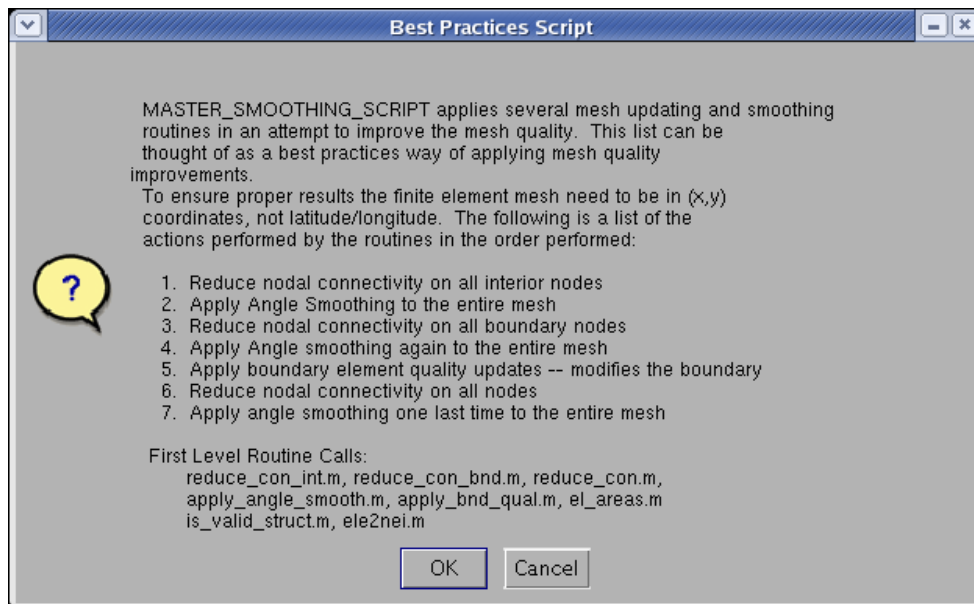 Best Practices Script
MASTER_SMOOTHING_SCRIPT applies several mesh updating and smoothing
routines in an attempt to improve the mesh quality. This list can be
thought of as a best practices way of applying mesh quality
improvements.
To ensure proper results the finite element mesh need to be in (x,y)
coordinates, not latitude/longitude. The following is a list of the
actions performed by the routines in the order performed:
?
1. Reduce nodal connectivity on all interior nodes
2. Apply Angle Smoothing to the entire mesh
3. Reduce nodal connectivity on all boundary nodes
4. Apply Angle smoothing again to the entire mesh
5. Apply boundary element quality updates -- modifies the boundary
6. Reduce nodal connectivity on all nodes
7. Apply angle smoothing one last time to the entire mesh
First Level Routine Calls:
reduce_con_int.m, reduce_con_bnd.m, reduce_con.m,
apply_angle_smooth.m, apply_bnd_qual.m, el_areas.m
is_valid_struct.m, ele2nei.m
OK Cancel